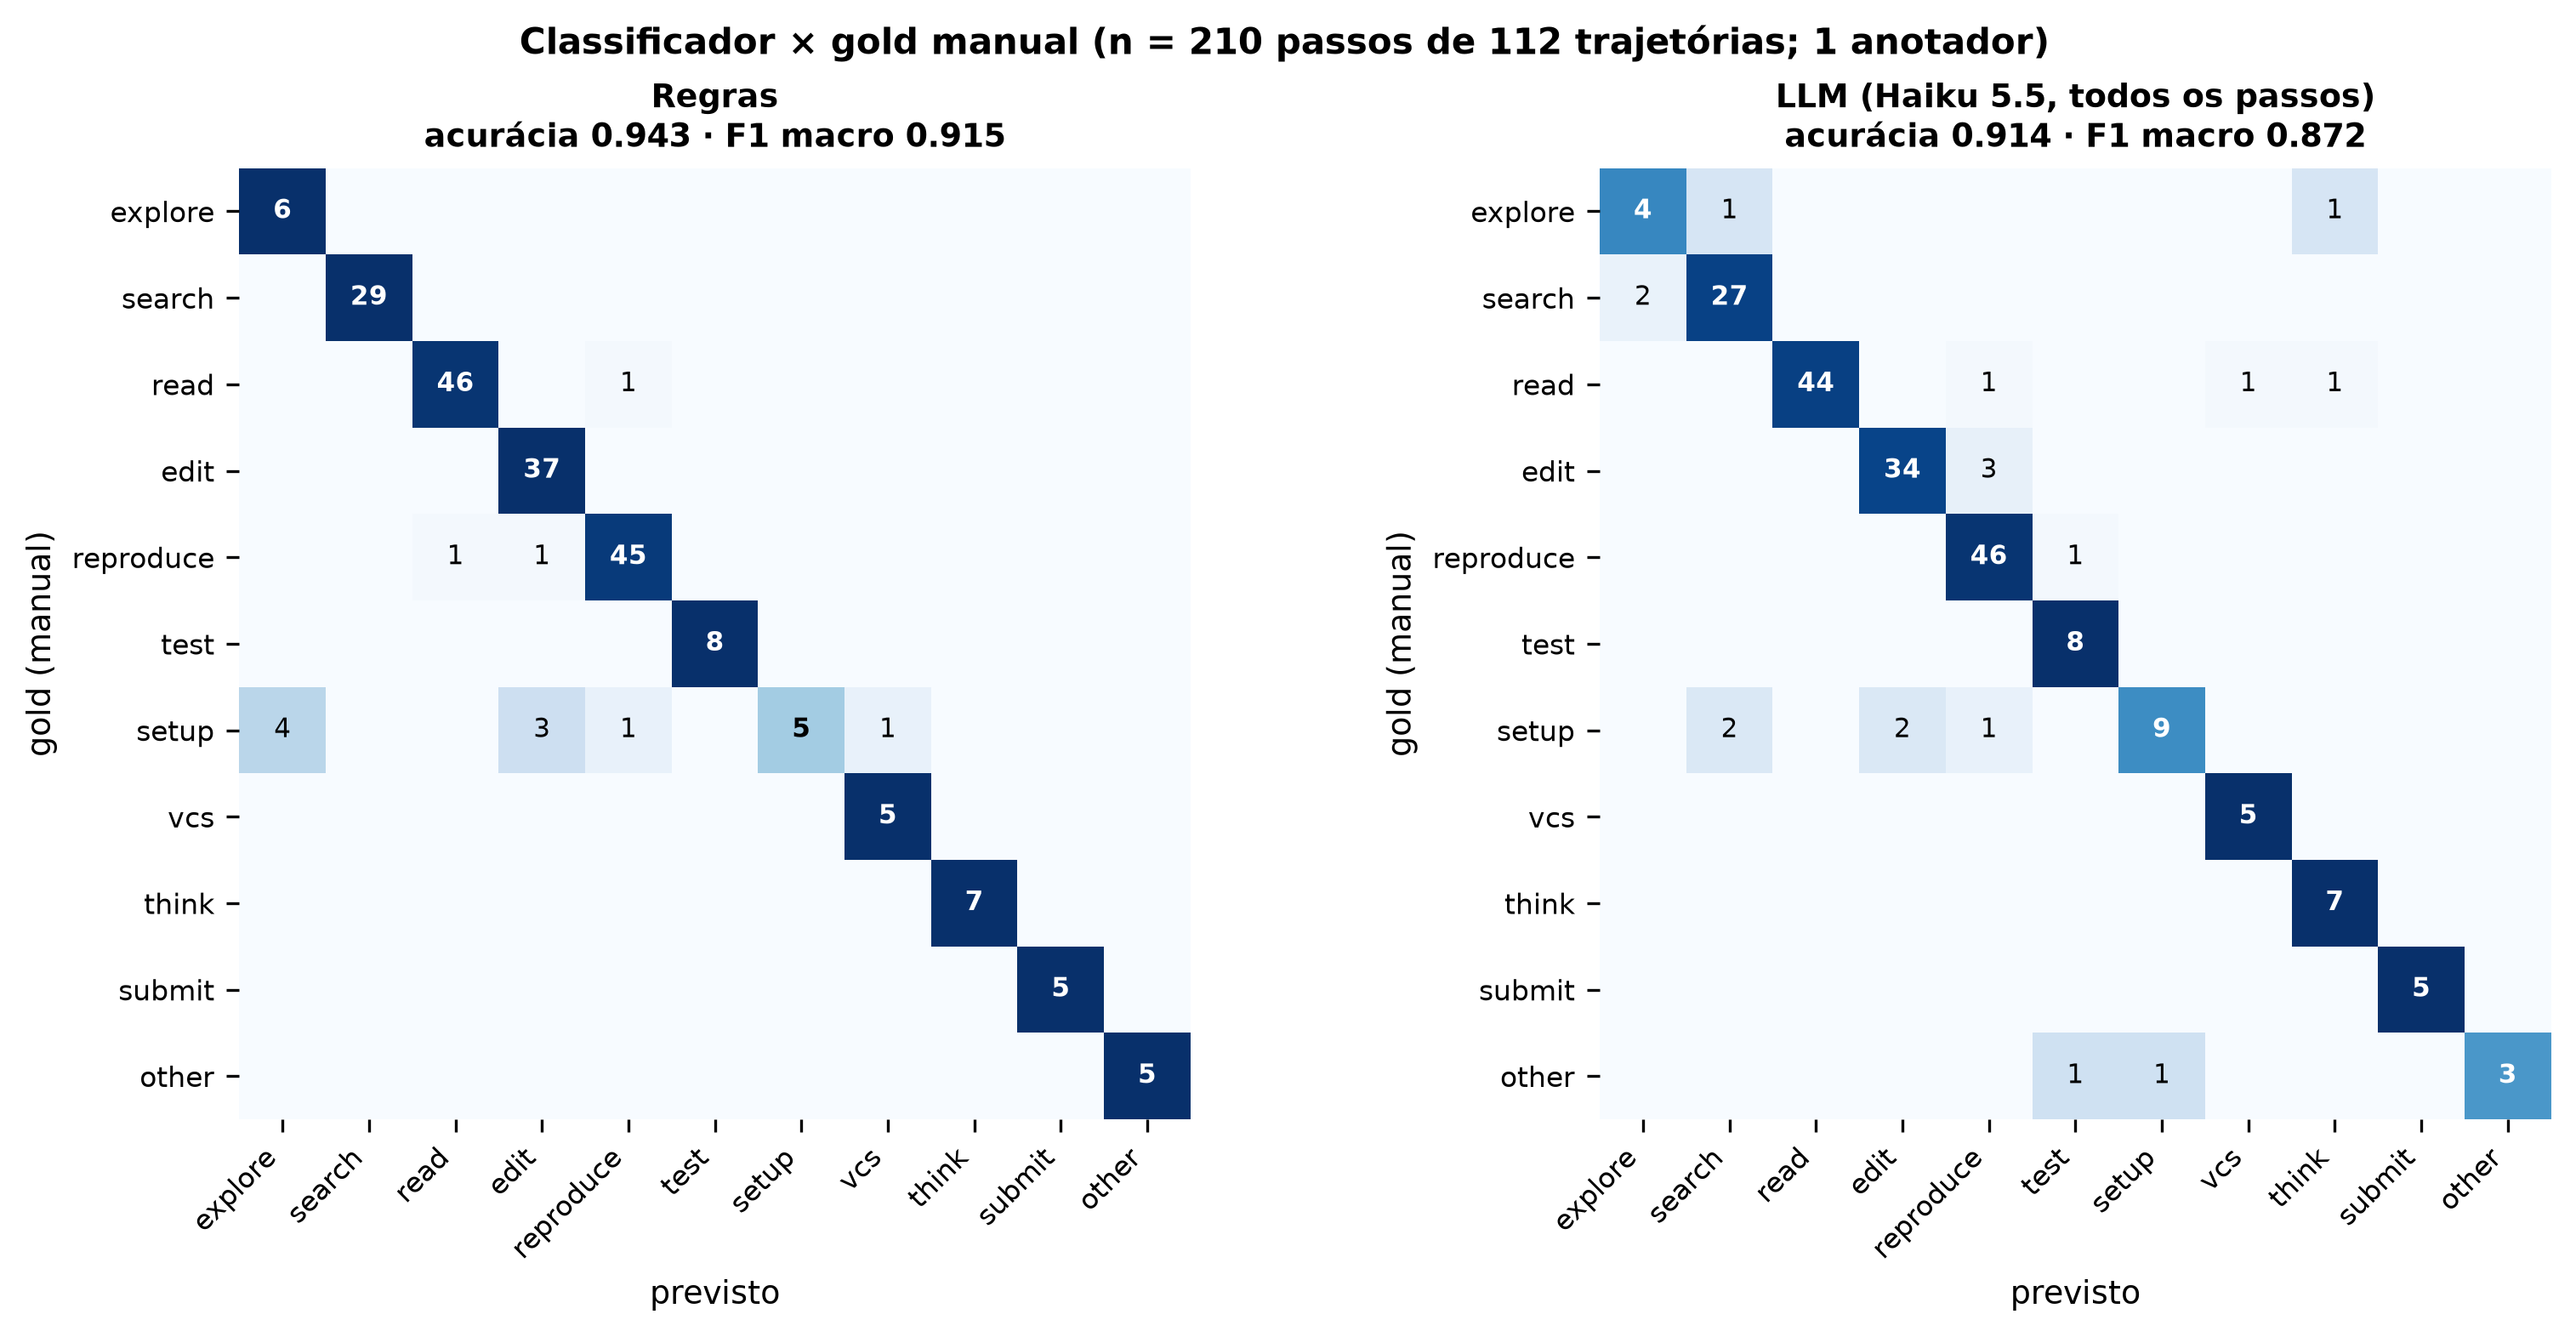 Classificador × gold manual (n = 210 passos de 112 trajetórias; 1 anotador)
Regras
acurácia 0.943 · F1 macro 0.915
gold (manual)
explore 6
search 29
read 46 1
edit 37
reproduce 1 1 45
test 8
setup 4 3 1 5 1
vcs 5
think 7
submit 5
other 5
explore search read edit reproduce test setup vcs think submit other
previsto
LLM (Haiku 5.5, todos os passos)
acurácia 0.914 · F1 macro 0.872
gold (manual)
explore 4 1 1
search 2 27
read 44 1 1 1
edit 34 3
reproduce 46 1
test 8
setup 2 2 1 9
vcs 5
think 7
submit 5
other 1 1 3
explore search read edit reproduce test setup vcs think submit other
previsto